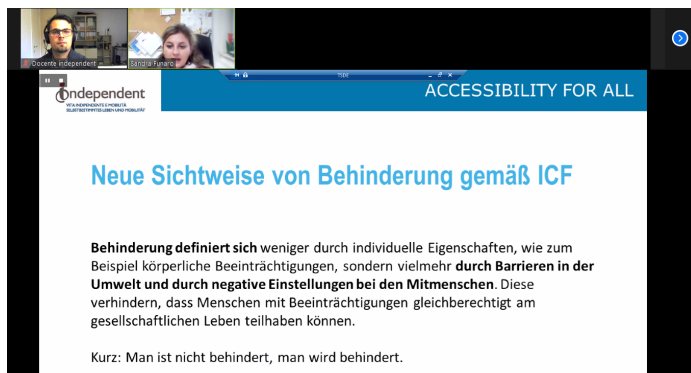 Docente independent
Sandra Funaro
TSDE
independent
VITA INDIPENDENTE E MOBILITÀ
SELBSTBESTIMMTES LEBEN UND MOBILITÄT
ACCESSIBILITY FOR ALL
Neue Sichtweise von Behinderung gemäß ICF
Behinderung definiert sich weniger durch individuelle Eigenschaften, wie zum
Beispiel körperliche Beeinträchtigungen, sondern vielmehr durch Barrieren in der
Umwelt und durch negative Einstellungen bei den Mitmenschen. Diese
verhindern, dass Menschen mit Beeinträchtigungen gleichberechtigt am
gesellschaftlichen Leben teilhaben können.
Kurz: Man ist nicht behindert, man wird behindert.